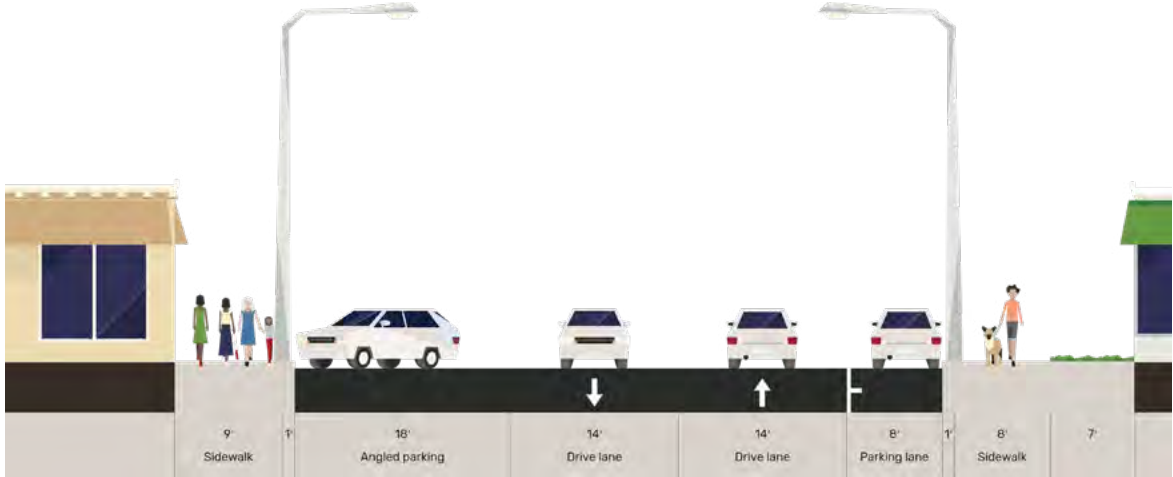 9'
Sidewalk
1'
18'
Angled parking
14'
Drive lane
14'
Drive lane
8'
Parking lane
1'
8'
Sidewalk
7'